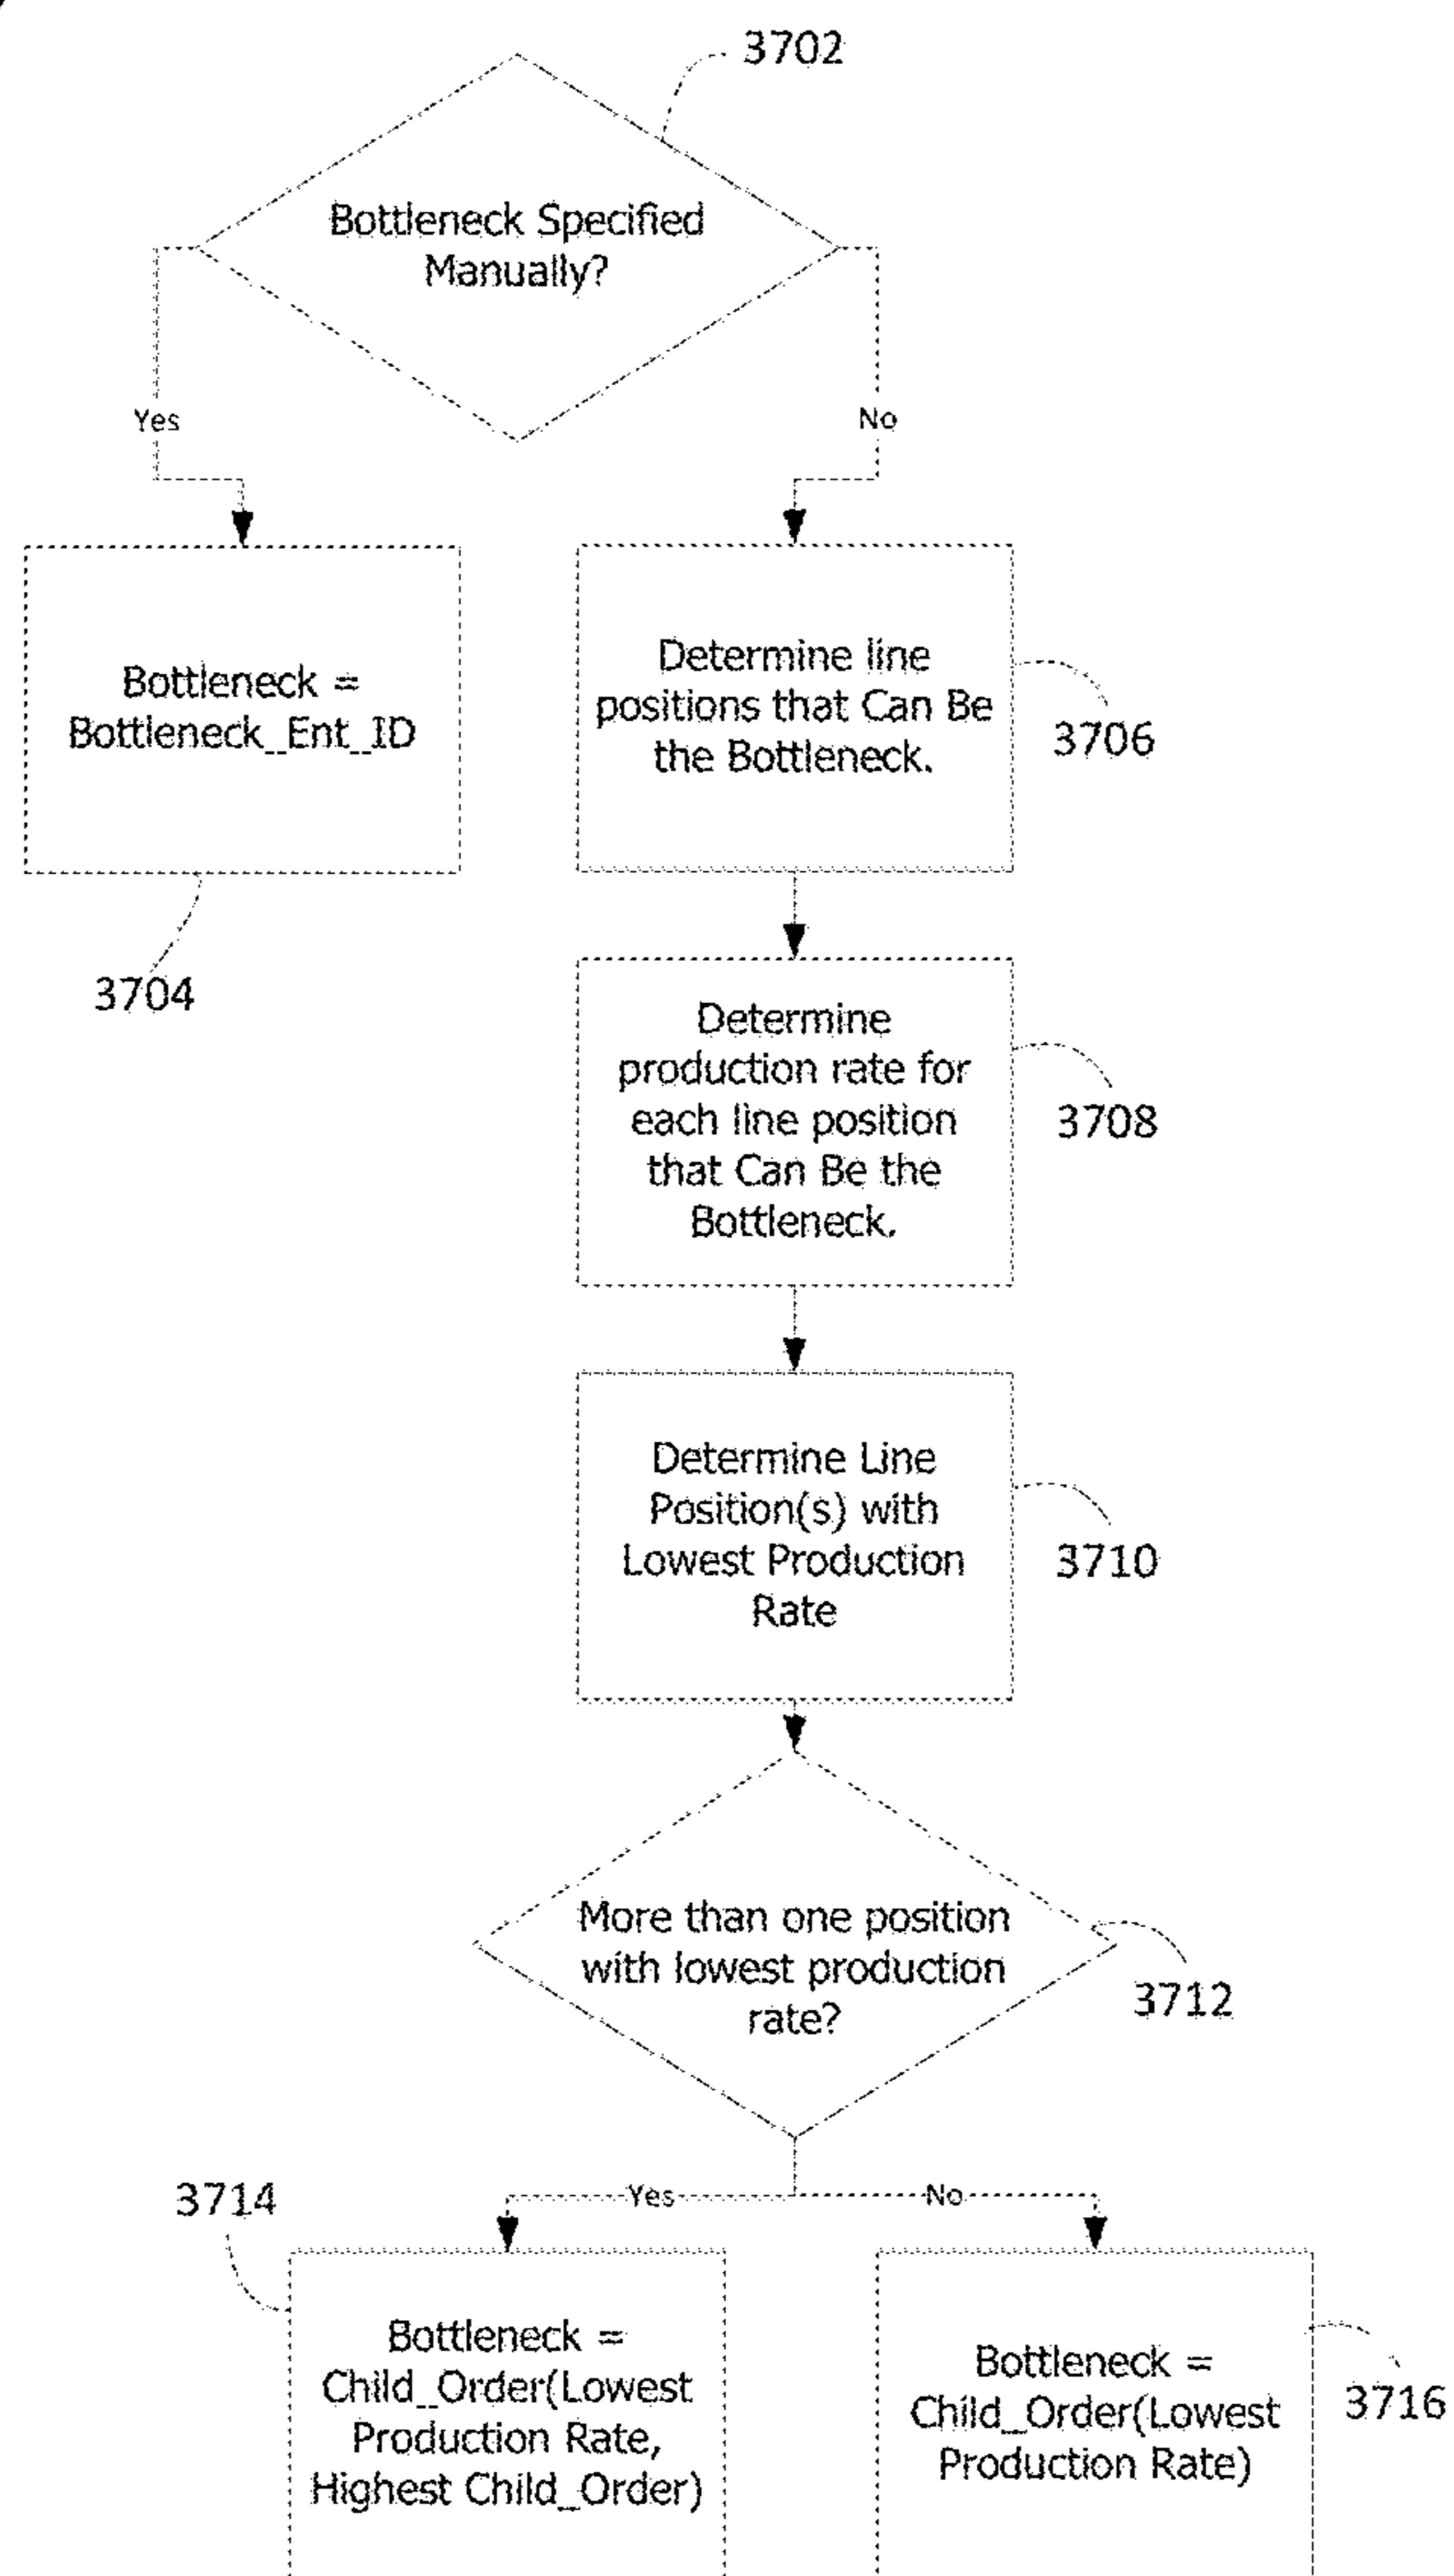 3702
Bottleneck Specified
Manually?
Yes
No
Bottleneck =
Bottleneck_Ent_ID
3704
Determine line
positions that Can Be
the Bottleneck.
3706
Determine
production rate for
each line position
that Can Be the
Bottleneck.
3708
Determine Line
Position(s) with
Lowest Production
Rate
3710
More than one position
with lowest production
rate?
3712
Yes
No
3714
Bottleneck =
Child_Order(Lowest
Production Rate,
Highest Child_Order)
Bottleneck =
Child_Order(Lowest
Production Rate)
3716